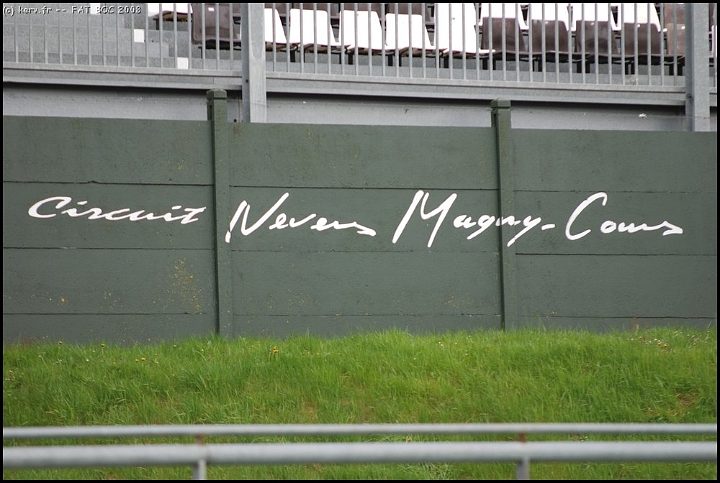 (c) kerv.fr -- FAT BOC 2008
Circuit Nevers Magny-Cours